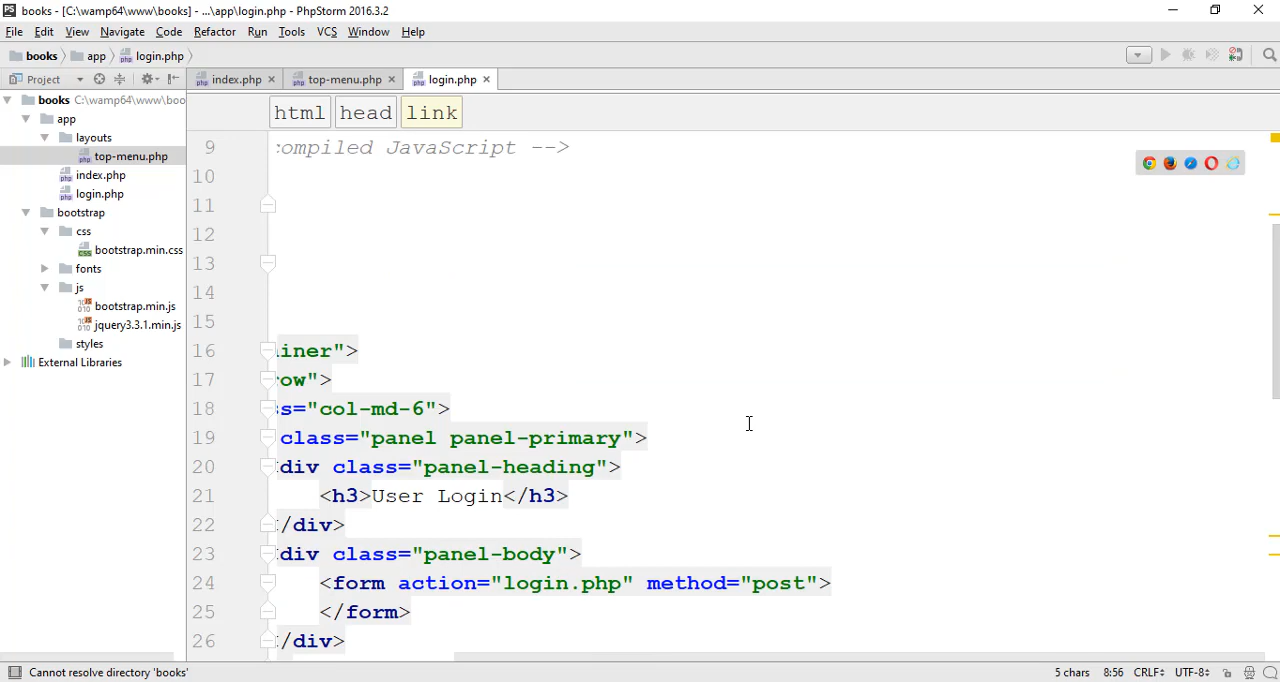 books - [C:\wamp64\www\books] - ...\app\login.php - PhpStorm 2016.3.2
File Edit View Navigate Code Refactor Run Tools VCS Window Help
books app login.php
Project index.php top-menu.php login.php
books C:\wamp64\www\boo
html head link
app
layouts
top-menu.php
index.php
login.php
bootstrap
css
bootstrap.min.css
fonts
js
bootstrap.min.js
jquery3.3.1.min.js
styles
External Libraries
9 compiled JavaScript -->
10
11
12
13
14
15
16 iner">
17 row">
18 s="col-md-6">
19 class="panel panel-primary">
20 div class="panel-heading">
21 <h3>User Login</h3>
22 </div>
23 div class="panel-body">
24 <form action="login.php" method="post">
25 </form>
26 </div>
Cannot resolve directory 'books' 5 chars 8:56 CRLF÷ UTF-8÷